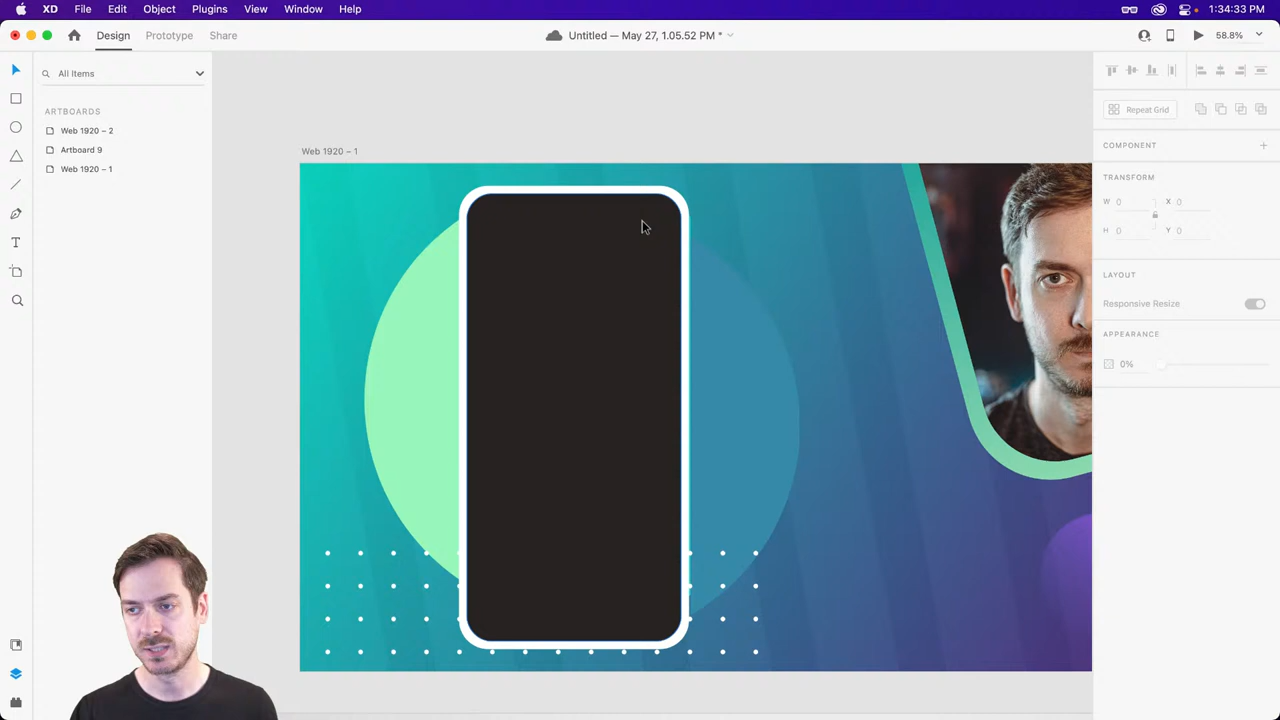 XD File Edit Object Plugins View Window Help
1:34:33 PM
Design Prototype Share
Untitled — May 27, 1.05.52 PM *
58.8%
All Items
Repeat Grid
ARTBOARDS
Web 1920 – 2
Artboard 9
Web 1920 – 1
Web 1920 – 1
COMPONENT
TRANSFORM
W 0 X 0
H 0 Y 0
LAYOUT
Responsive Resize
APPEARANCE
0%